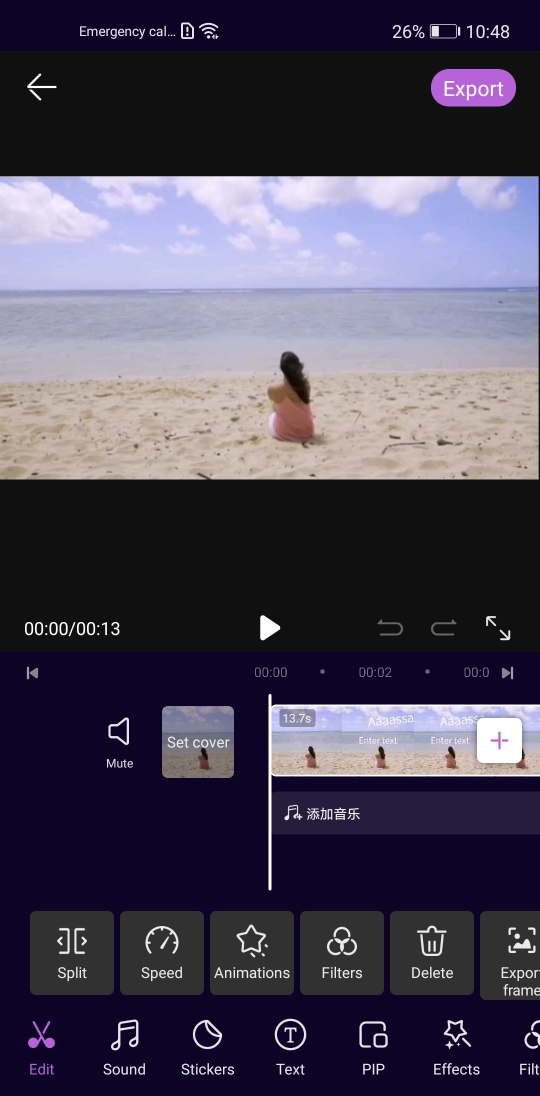 Emergency cal...
26% 10:48
Export
00:00/00:13
00:00 00:02 00:0
Mute
Set cover
13.7s
Aaaassa Aaaassa
Enter text Enter text
添加音乐
Split Speed Animations Filters Delete Export
frame
Edit Sound Stickers Text PIP Effects Filt